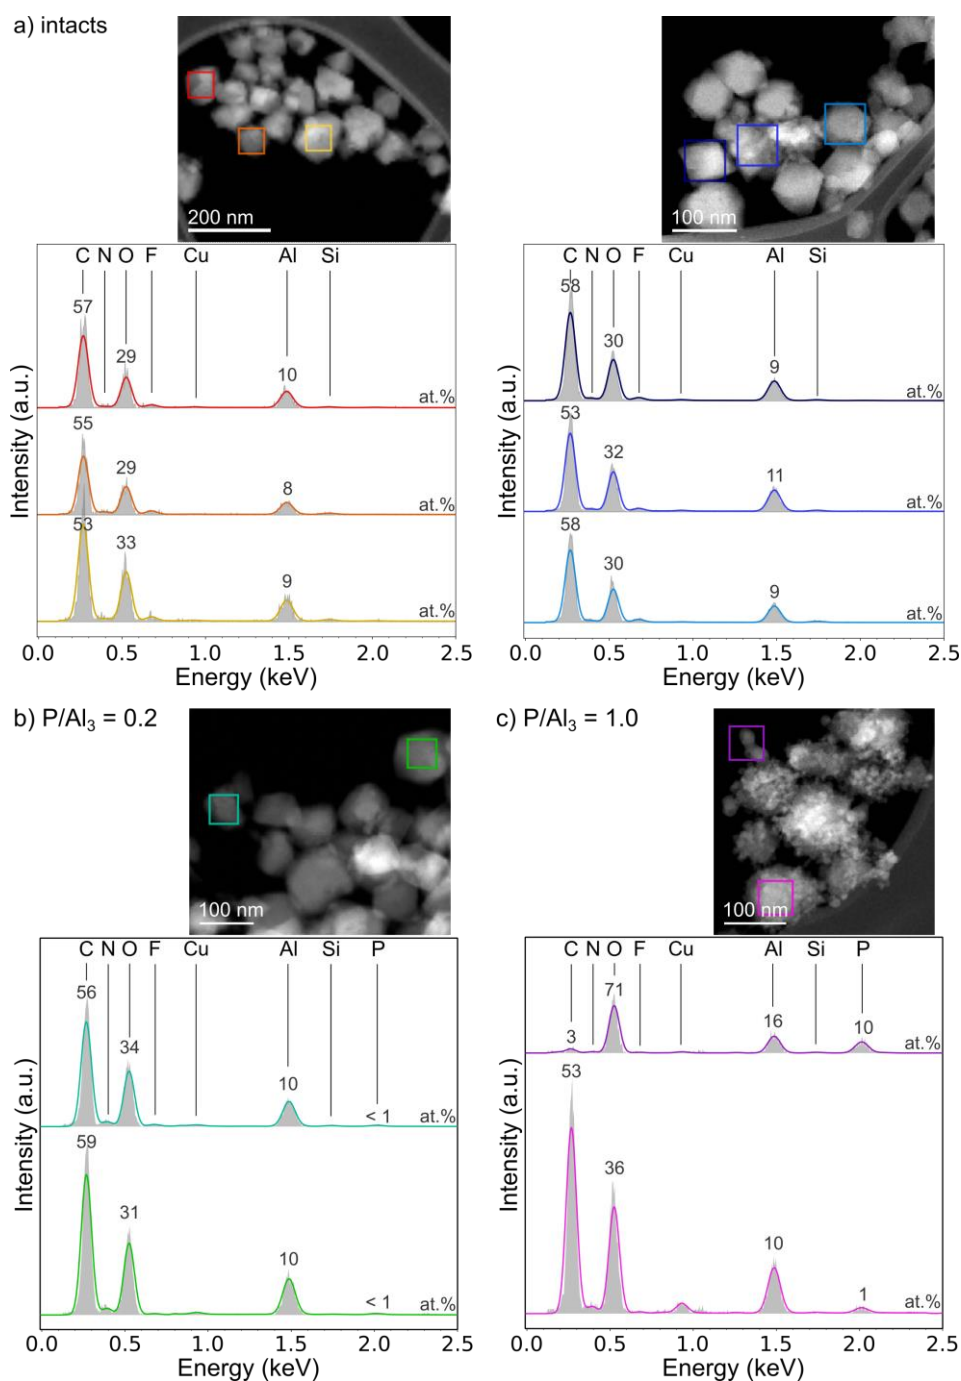 a) intacts
200 nm
100 nm
C N O F Cu Al Si
57 29 10 at.%
55 29 8 at.%
53 33 9 at.%
Intensity (a.u.)
0.0 0.5 1.0 1.5 2.0 2.5
Energy (keV)
C N O F Cu Al Si
58 30 9 at.%
53 32 11 at.%
58 30 9 at.%
Intensity (a.u.)
0.0 0.5 1.0 1.5 2.0 2.5
Energy (keV)
b) P/Al₃ = 0.2
100 nm
C N O F Cu Al Si P
56 34 10 < 1 at.%
59 31 10 < 1 at.%
Intensity (a.u.)
0.0 0.5 1.0 1.5 2.0 2.5
Energy (keV)
c) P/Al₃ = 1.0
100 nm
C N O F Cu Al Si P
3 71 16 10 at.%
53 36 10 1 at.%
Intensity (a.u.)
0.0 0.5 1.0 1.5 2.0 2.5
Energy (keV)